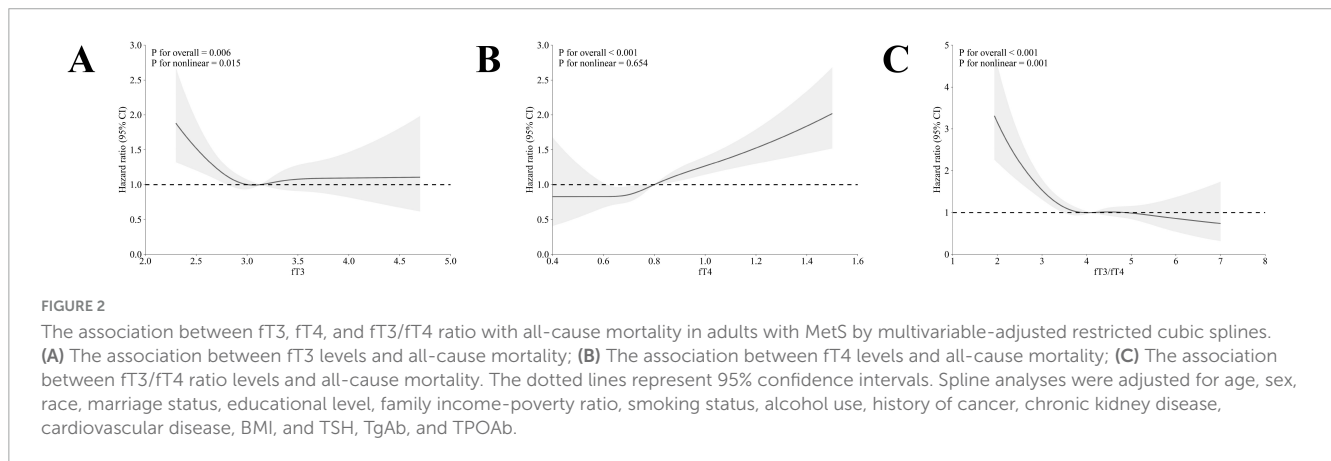 A
P for overall = 0.006
P for nonlinear = 0.015
Hazard ratio (95% CI)
3.0
2.5
2.0
1.5
1.0
0.5
0.0
2.0 2.5 3.0 3.5 4.0 4.5 5.0
fT3
B
P for overall < 0.001
P for nonlinear = 0.654
Hazard ratio (95% CI)
3.0
2.5
2.0
1.5
1.0
0.5
0.0
0.4 0.6 0.8 1.0 1.2 1.4 1.6
fT4
C
P for overall < 0.001
P for nonlinear = 0.001
Hazard ratio (95% CI)
5
4
3
2
1
0
1 2 3 4 5 6 7 8
fT3/fT4
FIGURE 2
The association between fT3, fT4, and fT3/fT4 ratio with all-cause mortality in adults with MetS by multivariable-adjusted restricted cubic splines.
(A) The association between fT3 levels and all-cause mortality; (B) The association between fT4 levels and all-cause mortality; (C) The association
between fT3/fT4 ratio levels and all-cause mortality. The dotted lines represent 95% confidence intervals. Spline analyses were adjusted for age, sex,
race, marriage status, educational level, family income-poverty ratio, smoking status, alcohol use, history of cancer, chronic kidney disease,
cardiovascular disease, BMI, and TSH, TgAb, and TPOAb.